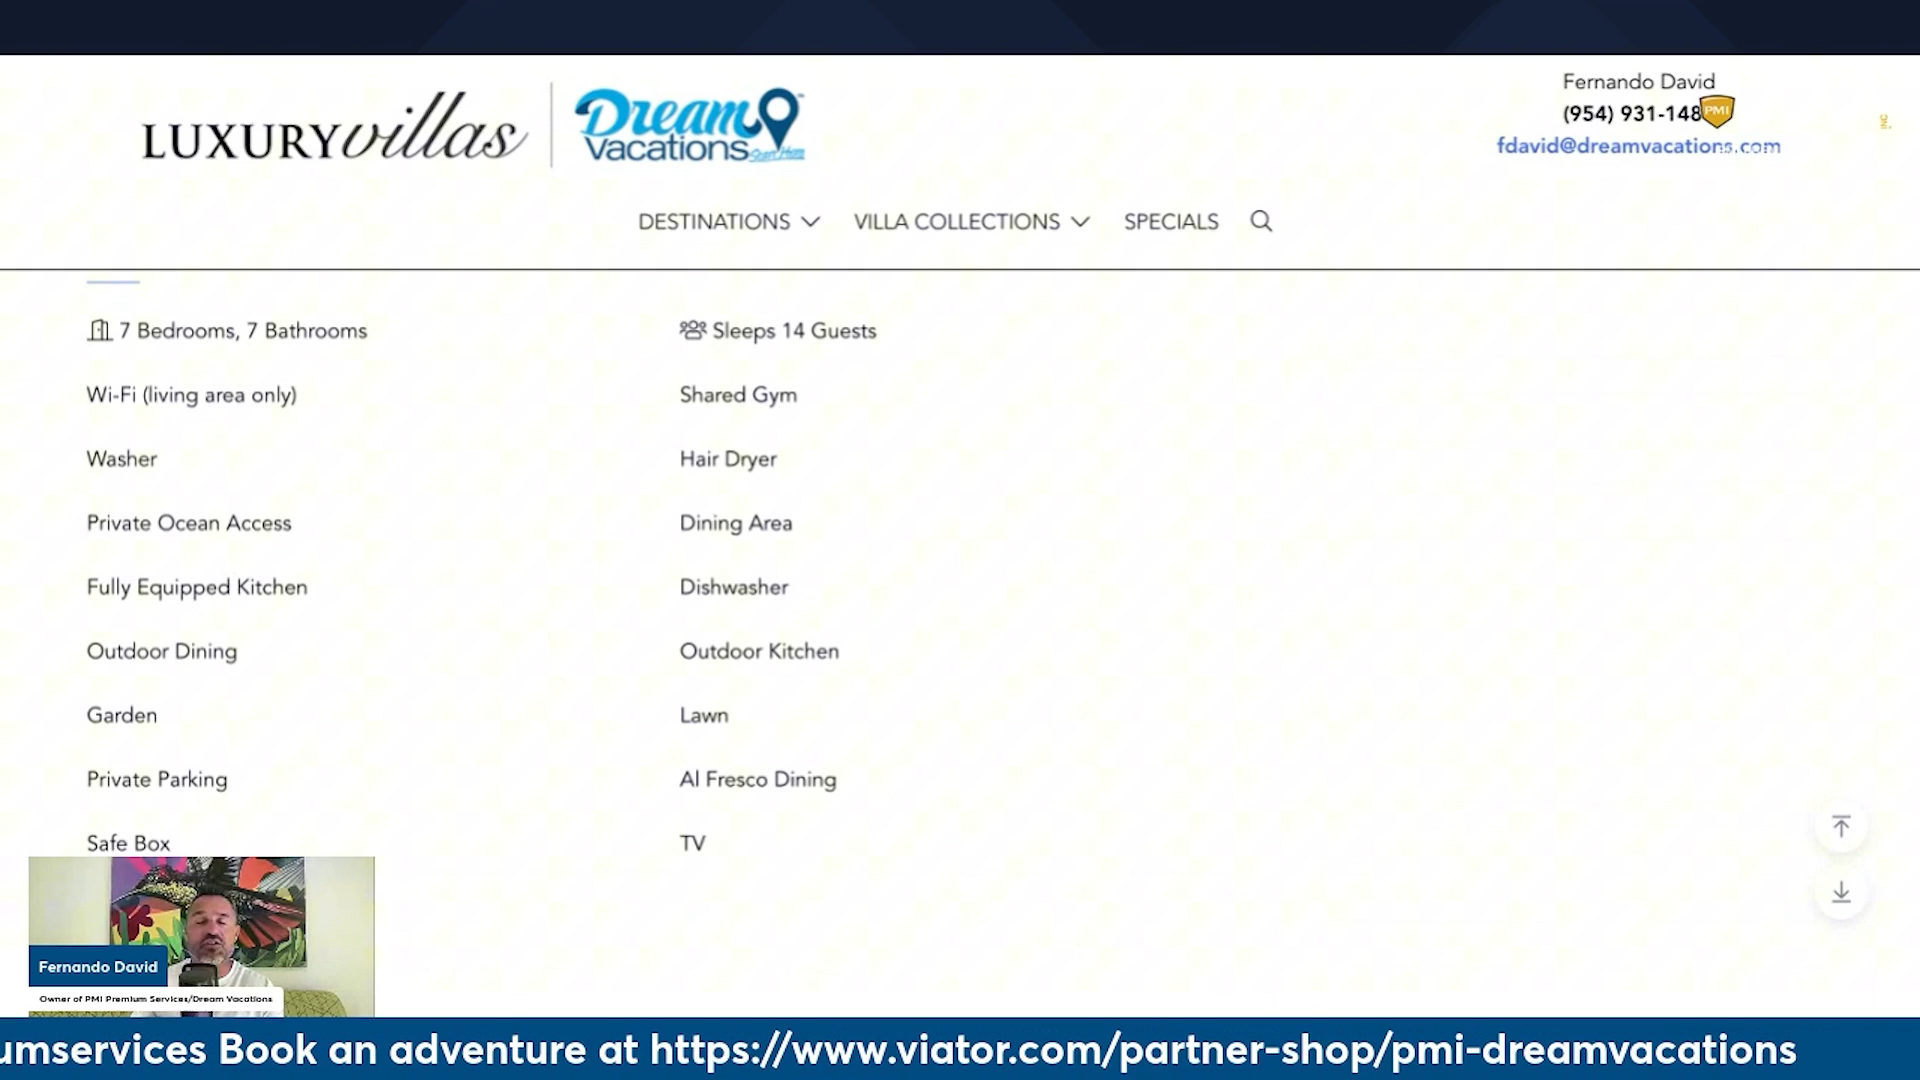 Fernando David
(954) 931-148
PMI
INC
fdavid@dreamvacations.com
LUXURYvillas
Dream
Vacations
Start Here
DESTINATIONS
VILLA COLLECTIONS
SPECIALS
7 Bedrooms, 7 Bathrooms
Sleeps 14 Guests
Wi-Fi (living area only)
Shared Gym
Washer
Hair Dryer
Private Ocean Access
Dining Area
Fully Equipped Kitchen
Dishwasher
Outdoor Dining
Outdoor Kitchen
Garden
Lawn
Private Parking
Al Fresco Dining
Safe Box
TV
Fernando David
Owner of PMI Premium Services/Dream Vacations
umservices Book an adventure at https://www.viator.com/partner-shop/pmi-dreamvacations